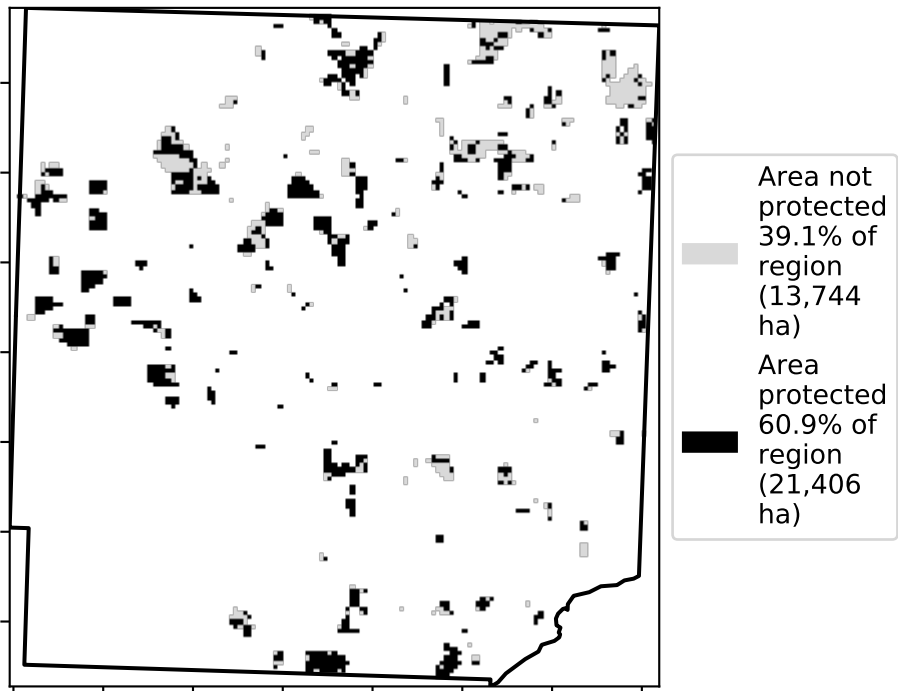 Area not
protected
39.1% of
region
(13,744
ha)
Area
protected
60.9% of
region
(21,406
ha)